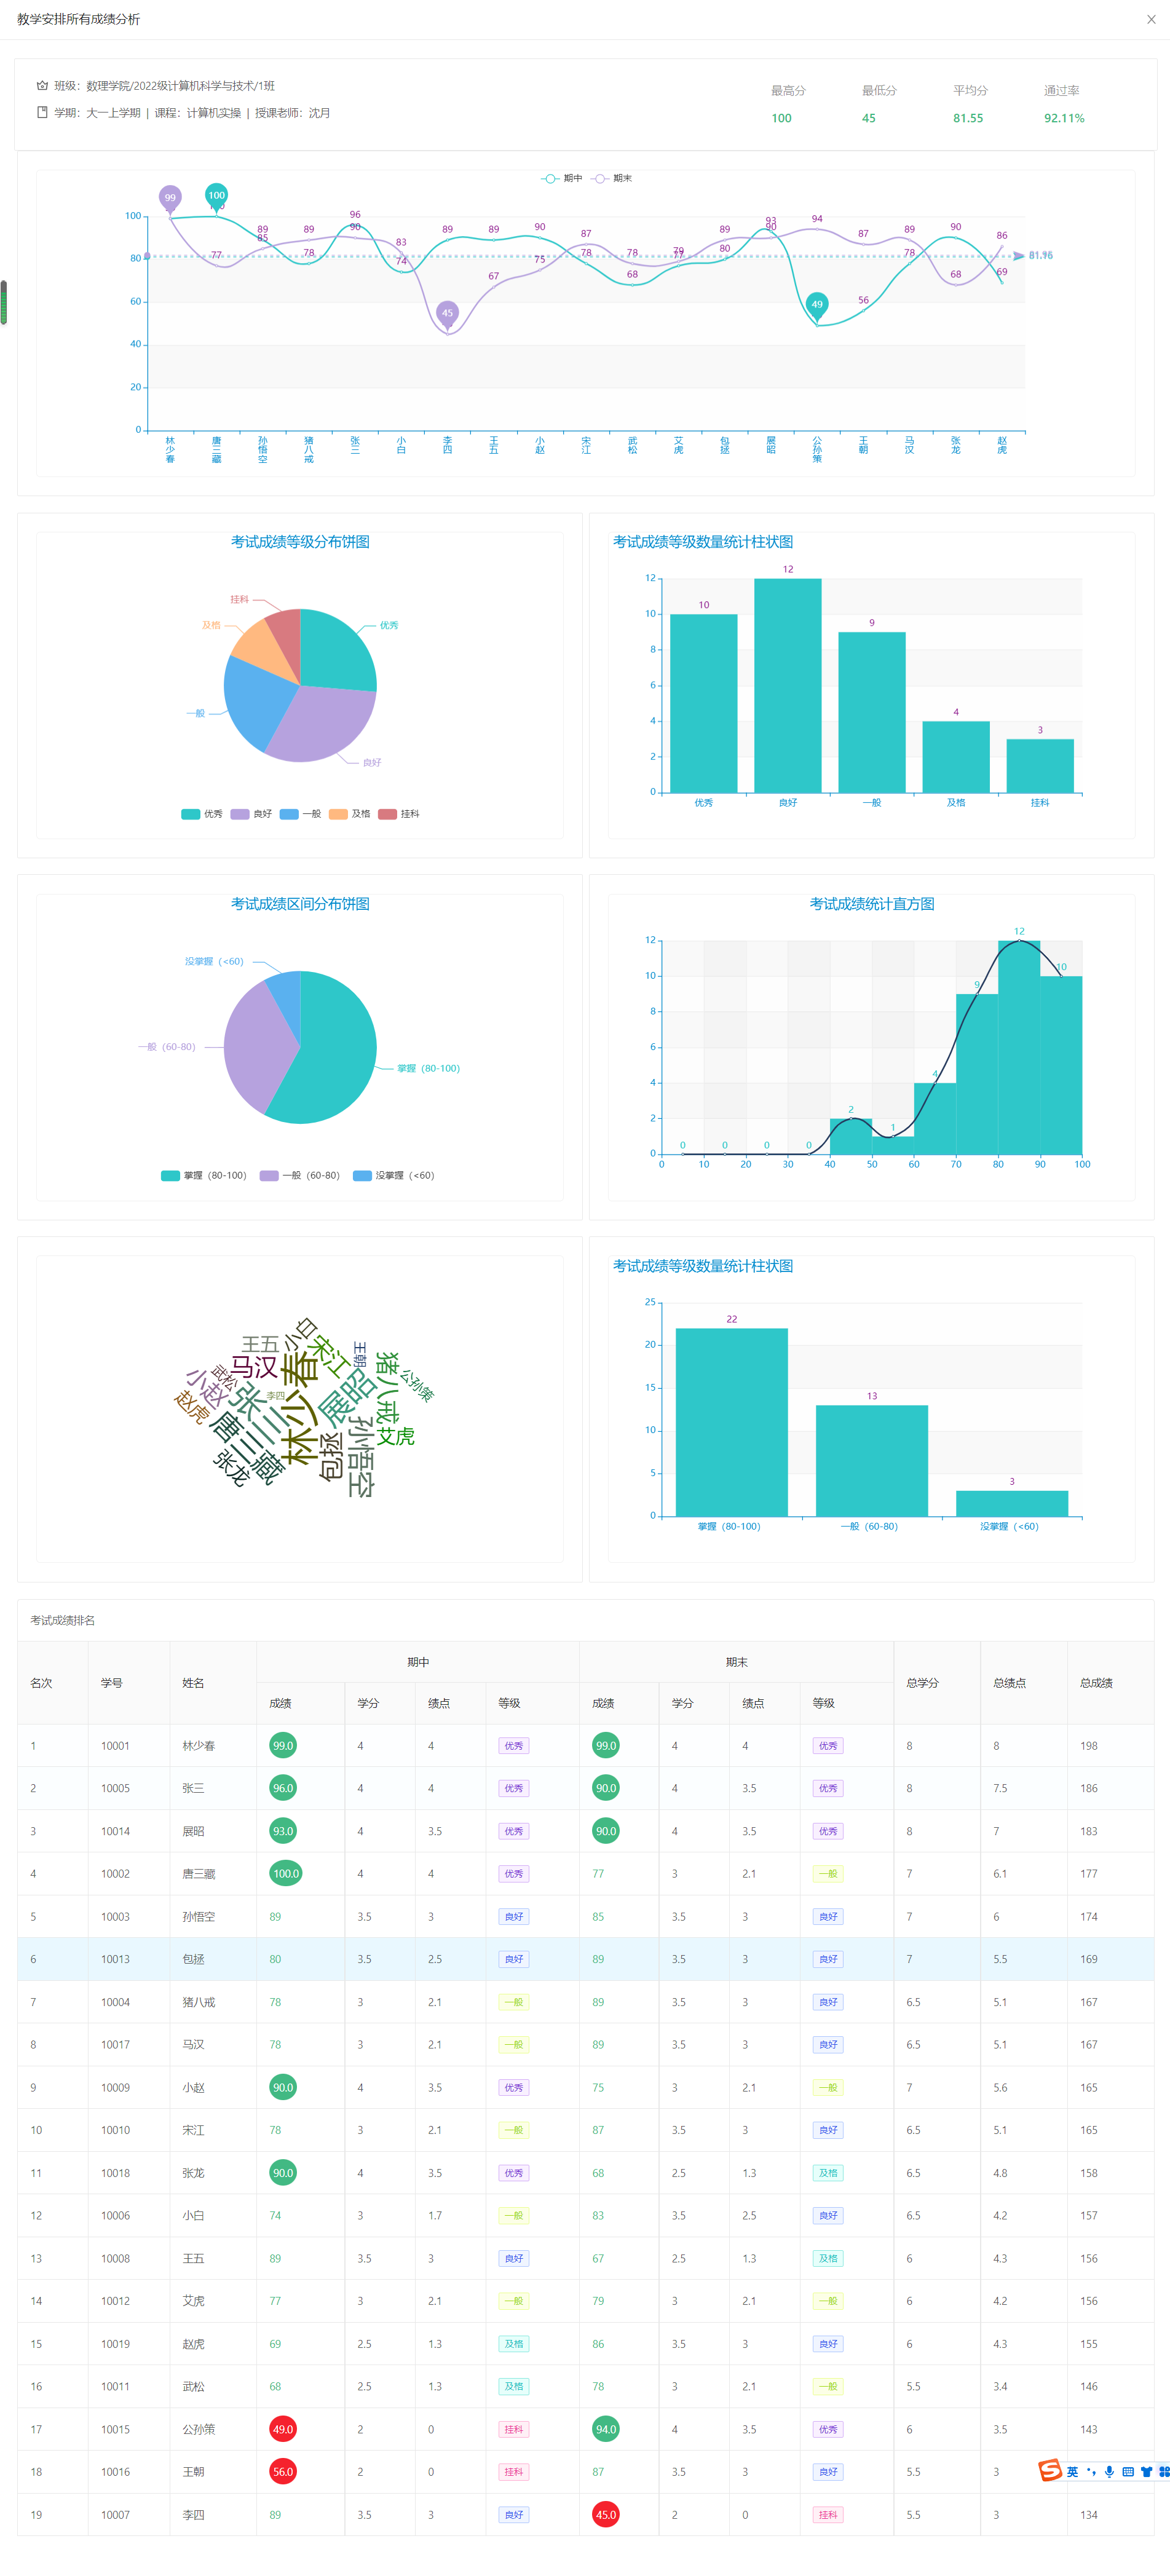 教学安排所有成绩分析
班级：数理学院/2022级计算机科学与技术/1班
学期：大一上学期 | 课程：计算机实操 | 授课老师：沈月
最高分 最低分 平均分 通过率
100 45 81.55 92.11%
期中 期末
99 100
77
89 85
89 78
96 90
83 74
89 45
89 67
90 75
87 78
78 68
79 77
89 80
93 90
94 49
87 56
89 78
90 68
86 69
100
80
60
40
20
0
林少春 唐三藏 孙悟空 猪八戒 张三 小白 李四 王五 小赵 宋江 武松 艾虎 包拯 展昭 公孙策 王朝 马汉 张龙 赵虎
考试成绩等级分布饼图
挂科
及格
优秀
一般
良好
优秀 良好 一般 及格 挂科
考试成绩等级数量统计柱状图
12
10
8
6
4
2
0
10 12 9 4 3
优秀 良好 一般 及格 挂科
考试成绩区间分布饼图
没掌握（<60）
一般（60-80）
掌握（80-100）
掌握（80-100） 一般（60-80） 没掌握（<60）
考试成绩统计直方图
12
10
8
6
4
2
0
0 0 0 0 2 1 4 9 12 10
0 10 20 30 40 50 60 70 80 90 100
小白
王五
宋江
王朝
马汉
林少春
猪八戒
武松
公孙策
小赵
李四
张三
展昭
赵虎
唐三藏
孙悟空
艾虎
包拯
张龙
考试成绩等级数量统计柱状图
25
20
15
10
5
0
22 13 3
掌握（80-100） 一般（60-80） 没掌握（<60）
考试成绩排名
名次 学号 姓名 期中 期末 总学分 总绩点 总成绩
成绩 学分 绩点 等级 成绩 学分 绩点 等级
1 10001 林少春 99.0 4 4 优秀 99.0 4 4 优秀 8 8 198
2 10005 张三 96.0 4 4 优秀 90.0 4 3.5 优秀 8 7.5 186
3 10014 展昭 93.0 4 3.5 优秀 90.0 4 3.5 优秀 8 7 183
4 10002 唐三藏 100.0 4 4 优秀 77 3 2.1 一般 7 6.1 177
5 10003 孙悟空 89 3.5 3 良好 85 3.5 3 良好 7 6 174
6 10013 包拯 80 3.5 2.5 良好 89 3.5 3 良好 7 5.5 169
7 10004 猪八戒 78 3 2.1 一般 89 3.5 3 良好 6.5 5.1 167
8 10017 马汉 78 3 2.1 一般 89 3.5 3 良好 6.5 5.1 167
9 10009 小赵 90.0 4 3.5 优秀 75 3 2.1 一般 7 5.6 165
10 10010 宋江 78 3 2.1 一般 87 3.5 3 良好 6.5 5.1 165
11 10018 张龙 90.0 4 3.5 优秀 68 2.5 1.3 及格 6.5 4.8 158
12 10006 小白 74 3 1.7 一般 83 3.5 2.5 良好 6.5 4.2 157
13 10008 王五 89 3.5 3 良好 67 2.5 1.3 及格 6 4.3 156
14 10012 艾虎 77 3 2.1 一般 79 3 2.1 一般 6 4.2 156
15 10019 赵虎 69 2.5 1.3 及格 86 3.5 3 良好 6 4.3 155
16 10011 武松 68 2.5 1.3 及格 78 3 2.1 一般 5.5 3.4 146
17 10015 公孙策 49.0 2 0 挂科 94.0 4 3.5 优秀 6 3.5 143
18 10016 王朝 56.0 2 0 挂科 87 3.5 3 良好 5.5 3
英
19 10007 李四 89 3.5 3 良好 45.0 2 0 挂科 5.5 3 134